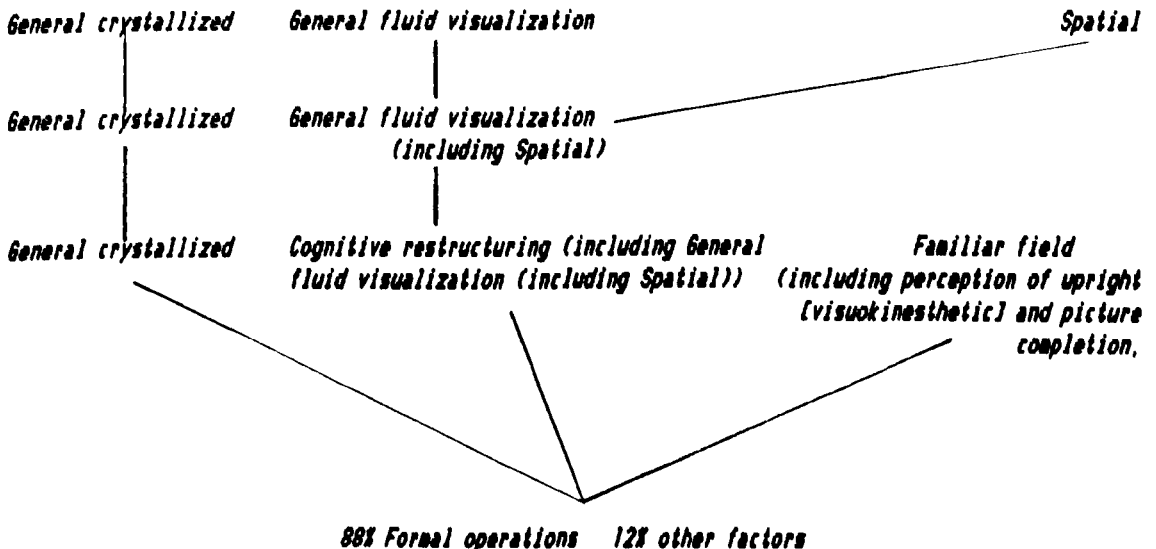 General crystallized General fluid visualization Spatial
General crystallized General fluid visualization
(including Spatial)
General crystallized Cognitive restructuring (including General Familiar field
fluid visualization (including Spatial)) (including perception of upright
[visuokinesthetic] and picture
completion,
88% Formal operations 12% other factors